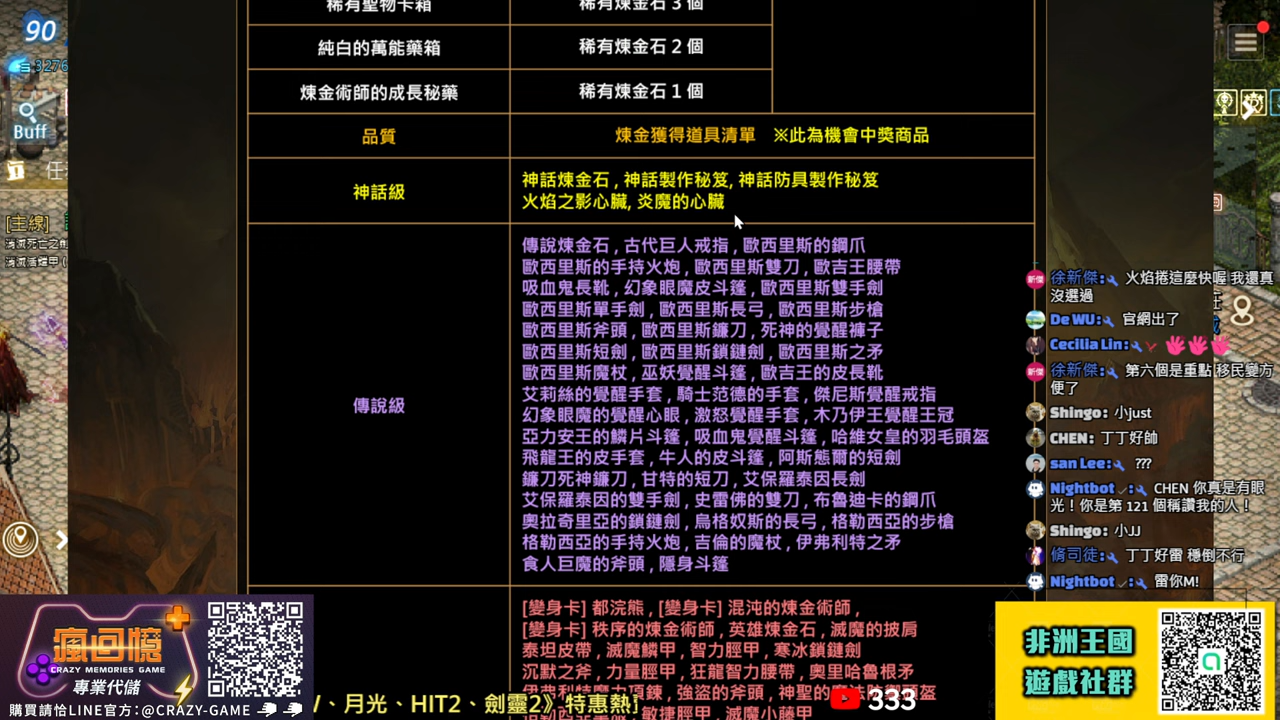 稀有聖物卡箱
稀有煉金石 3 個
純白的萬能藥箱
稀有煉金石 2 個
煉金術師的成長秘藥
稀有煉金石 1 個
品質
煉金獲得道具清單 ※此為機會中獎商品
神話級
神話煉金石 , 神話製作秘笈, 神話防具製作秘笈
火焰之影心臟, 炎魔的心臟
傳說級
傳說煉金石 , 古代巨人戒指 , 歐西里斯的鋼爪
歐西里斯的手持火炮 , 歐西里斯雙刀 , 歐吉王腰帶
吸血鬼長靴 , 幻象眼魔皮斗篷 , 歐西里斯雙手劍
歐西里斯單手劍 , 歐西里斯長弓 , 歐西里斯步槍
歐西里斯斧頭 , 歐西里斯鐮刀 , 死神的覺醒褲子
歐西里斯短劍 , 歐西里斯鎖鏈劍 , 歐西里斯之矛
歐西里斯魔杖 , 巫妖覺醒斗篷 , 歐吉王的皮長靴
艾莉絲的覺醒手套 , 騎士范德的手套 , 傑尼斯覺醒戒指
幻象眼魔的覺醒心眼 , 激怒覺醒手套 , 木乃伊王覺醒王冠
亞力安王的鱗片斗篷 , 吸血鬼覺醒斗篷 , 哈維女皇的羽毛頭盔
飛龍王的皮手套 , 牛人的皮斗篷 , 阿斯態爾的短劍
鐮刀死神鐮刀 , 甘特的短刀 , 艾保羅泰因長劍
艾保羅泰因的雙手劍 , 史雷佛的雙刀 , 布魯迪卡的鋼爪
奧拉奇里亞的鎖鏈劍 , 烏格奴斯的長弓 , 格勒西亞的步槍
格勒西亞的手持火炮 , 吉倫的魔杖 , 伊弗利特之矛
食人巨魔的斧頭 , 隱身斗篷
[變身卡] 都浣熊 , [變身卡] 混沌的煉金術師 ,
[變身卡] 秩序的煉金術師 , 英雄煉金石 , 滅魔的披肩
泰坦皮帶 , 滅魔鱗甲 , 智力脛甲 , 寒冰鎖鏈劍
沉默之斧 , 力量脛甲 , 狂龍智力腰帶 , 奧里哈魯根矛
敏捷脛甲 , 滅魔小藤甲
90
3276
Buff
任
[主線]
徐新傑: 火焰捲這麼快喔 我還真
沒選過
De WU: 官網出了
Cecilia Lin:
徐新傑: 第六個是重點 移民變方
便了
Shingo: 小just
CHEN: 丁丁好帥
san Lee: ???
Nightbot : CHEN 你真是有眼
光！你是第 121 個稱讚我的人！
Shingo: 小JJ
脩司徒: 丁丁好雷 穩倒不行
Nightbot : 雷你M!
瘋回憶
CRAZY MEMORIES GAME
專業代儲
購買請洽LINE官方:@CRAZY-GAME
、月光、HIT2、劍靈2》特惠熱]
333
非洲王國
遊戲社群